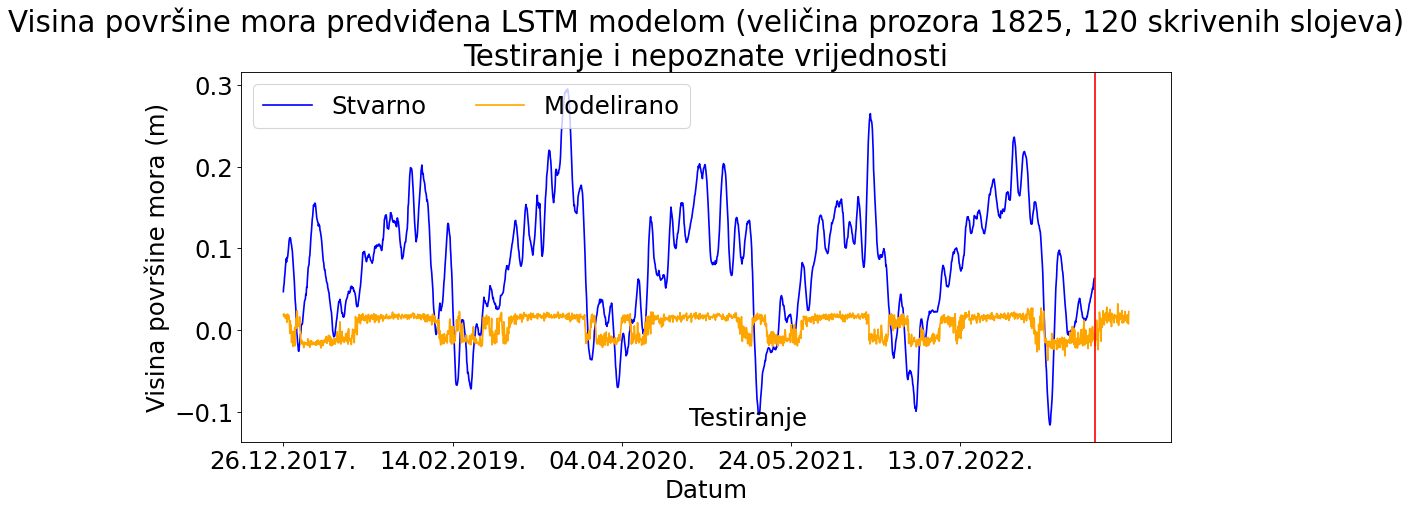 Visina površine mora predviđena LSTM modelom (veličina prozora 1825, 120 skrivenih slojeva)
Testiranje i nepoznate vrijednosti
Stvarno
Modelirano
Visina površine mora (m)
0.3
0.2
0.1
0.0
−0.1
Testiranje
26.12.2017.
14.02.2019.
04.04.2020.
24.05.2021.
13.07.2022.
Datum